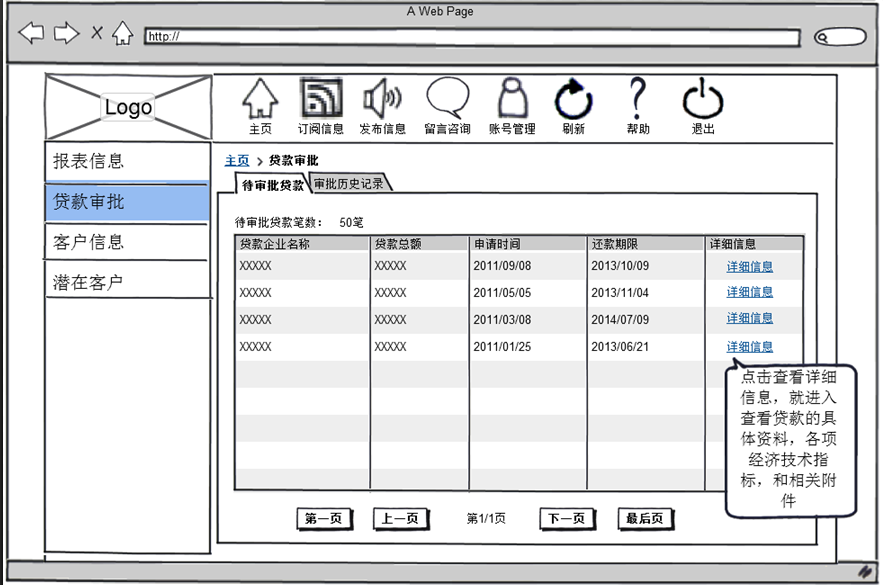 A Web Page
http://
Logo
主页 订阅信息 发布信息 留言咨询 账号管理 刷新 帮助 退出
报表信息
贷款审批
客户信息
潜在客户
主页 > 贷款审批
待审批贷款 审批历史记录
待审批贷款笔数： 50笔
贷款企业名称 贷款总额 申请时间 还款期限 详细信息
XXXXX XXXXX 2011/09/08 2013/10/09 详细信息
XXXXX XXXXX 2011/05/05 2013/11/04 详细信息
XXXXX XXXXX 2011/03/08 2014/07/09 详细信息
XXXXX XXXXX 2011/01/25 2013/06/21 详细信息
点击查看详细
信息，就进入
查看贷款的具
体资料，各项
经济技术指
标，和相关附
件
第一页 上一页 第1/1页 下一页 最后页